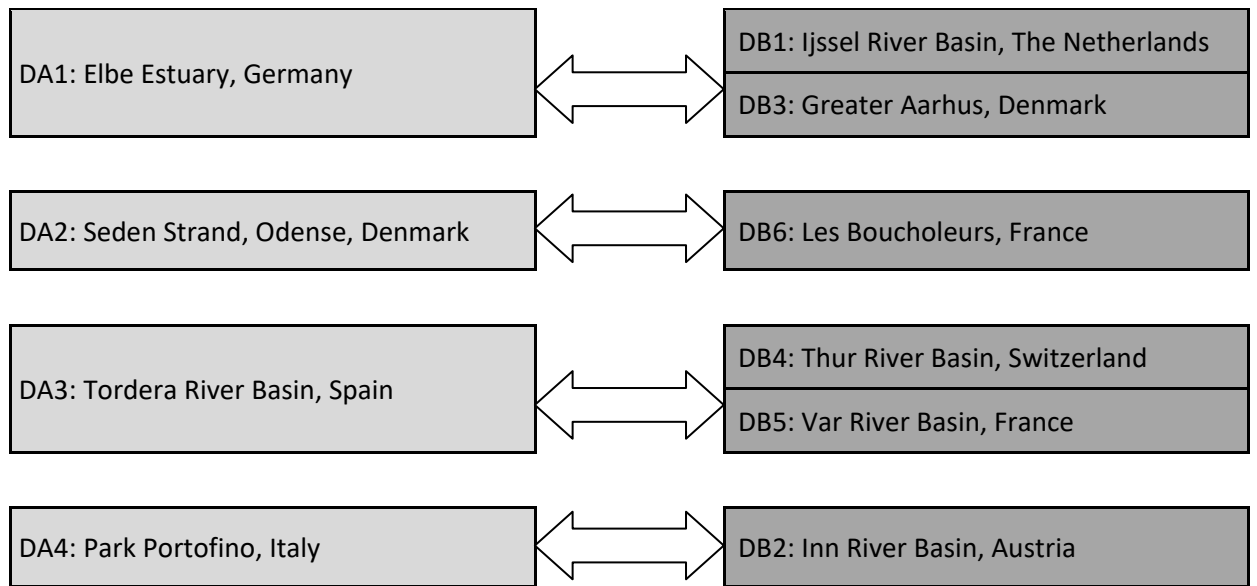 DA1: Elbe Estuary, Germany
DB1: Ijssel River Basin, The Netherlands
DB3: Greater Aarhus, Denmark
DA2: Seden Strand, Odense, Denmark
DB6: Les Boucholeurs, France
DA3: Tordera River Basin, Spain
DB4: Thur River Basin, Switzerland
DB5: Var River Basin, France
DA4: Park Portofino, Italy
DB2: Inn River Basin, Austria